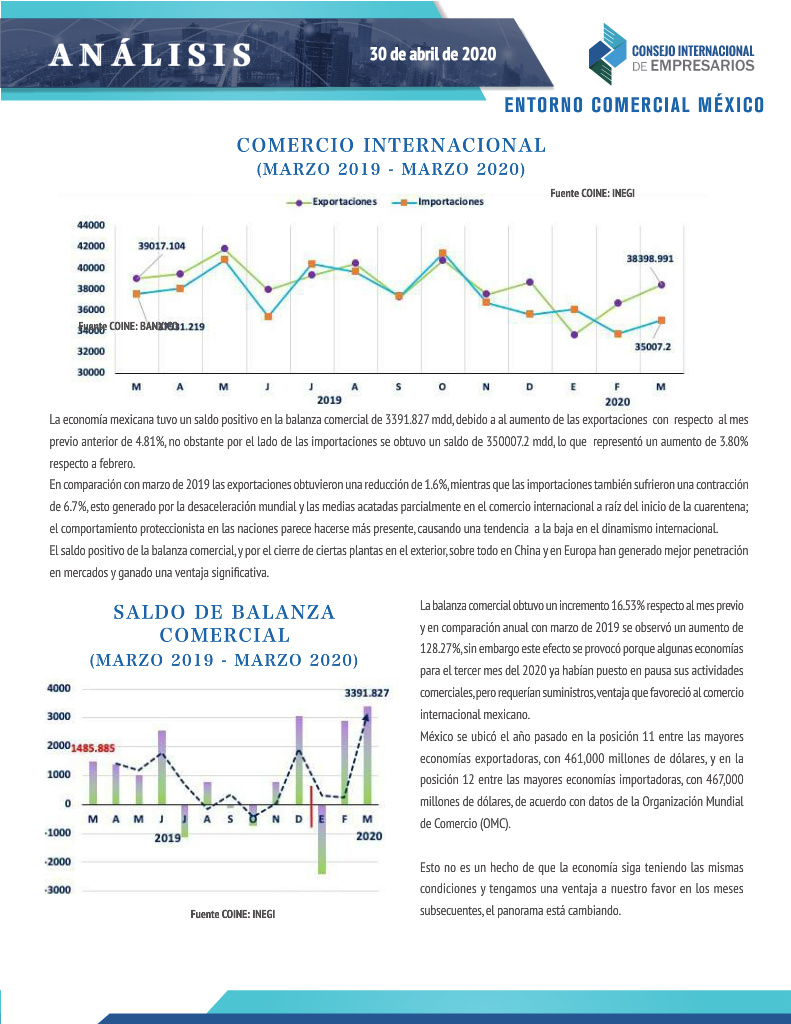 ANÁLISIS
30 de abril de 2020
CONSEJO INTERNACIONAL
DE EMPRESARIOS
ENTORNO COMERCIAL MÉXICO
COMERCIO INTERNACIONAL
(MARZO 2019 - MARZO 2020)
Fuente COINE: INEGI
Exportaciones Importaciones
44000
42000
40000
38000
36000
34000
32000
30000
39017.104
38398.991
Fuente COINE: BANXICO
37531.219
35007.2
M A M J J A S O N D E F M
2019 2020
La economía mexicana tuvo un saldo positivo en la balanza comercial de 3391.827 mdd, debido a al aumento de las exportaciones con respecto al mes
previo anterior de 4.81%, no obstante por el lado de las importaciones se obtuvo un saldo de 350007.2 mdd, lo que representó un aumento de 3.80%
respecto a febrero.
En comparación con marzo de 2019 las exportaciones obtuvieron una reducción de 1.6%, mientras que las importaciones también sufrieron una contracción
de 6.7%, esto generado por la desaceleración mundial y las medias acatadas parcialmente en el comercio internacional a raíz del inicio de la cuarentena;
el comportamiento proteccionista en las naciones parece hacerse más presente, causando una tendencia a la baja en el dinamismo internacional.
El saldo positivo de la balanza comercial, y por el cierre de ciertas plantas en el exterior, sobre todo en China y en Europa han generado mejor penetración
en mercados y ganado una ventaja significativa.
SALDO DE BALANZA
COMERCIAL
(MARZO 2019 - MARZO 2020)
4000
3000
2000
1000
0
-1000
-2000
-3000
1485.885
3391.827
M A M J J A S O N D E F M
2019 2020
Fuente COINE: INEGI
La balanza comercial obtuvo un incremento 16.53% respecto al mes previo
y en comparación anual con marzo de 2019 se observó un aumento de
128.27%, sin embargo este efecto se provocó porque algunas economías
para el tercer mes del 2020 ya habían puesto en pausa sus actividades
comerciales, pero requerían suministros, ventaja que favoreció al comercio
internacional mexicano.
México se ubicó el año pasado en la posición 11 entre las mayores
economías exportadoras, con 461,000 millones de dólares, y en la
posición 12 entre las mayores economías importadoras, con 467,000
millones de dólares, de acuerdo con datos de la Organización Mundial
de Comercio (OMC).
Esto no es un hecho de que la economía siga teniendo las mismas
condiciones y tengamos una ventaja a nuestro favor en los meses
subsecuentes, el panorama está cambiando.